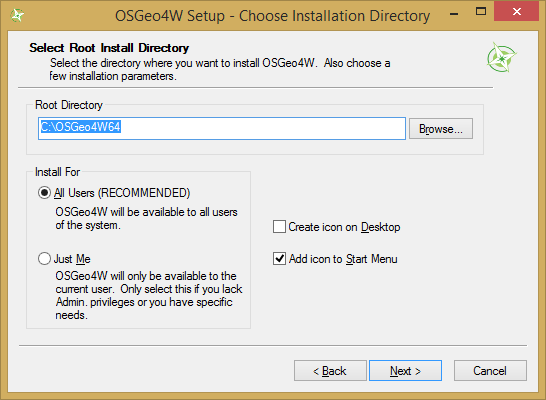 OSGeo4W Setup - Choose Installation Directory
Select Root Install Directory
Select the directory where you want to install OSGeo4W. Also choose a
few installation parameters.
Root Directory
C:\OSGeo4W64
Browse...
Install For
All Users (RECOMMENDED)
OSGeo4W will be available to all users
of the system.
Just Me
OSGeo4W will only be available to the
current user. Only select this if you lack
Admin. privileges or you have specific
needs.
Create icon on Desktop
Add icon to Start Menu
< Back
Next >
Cancel